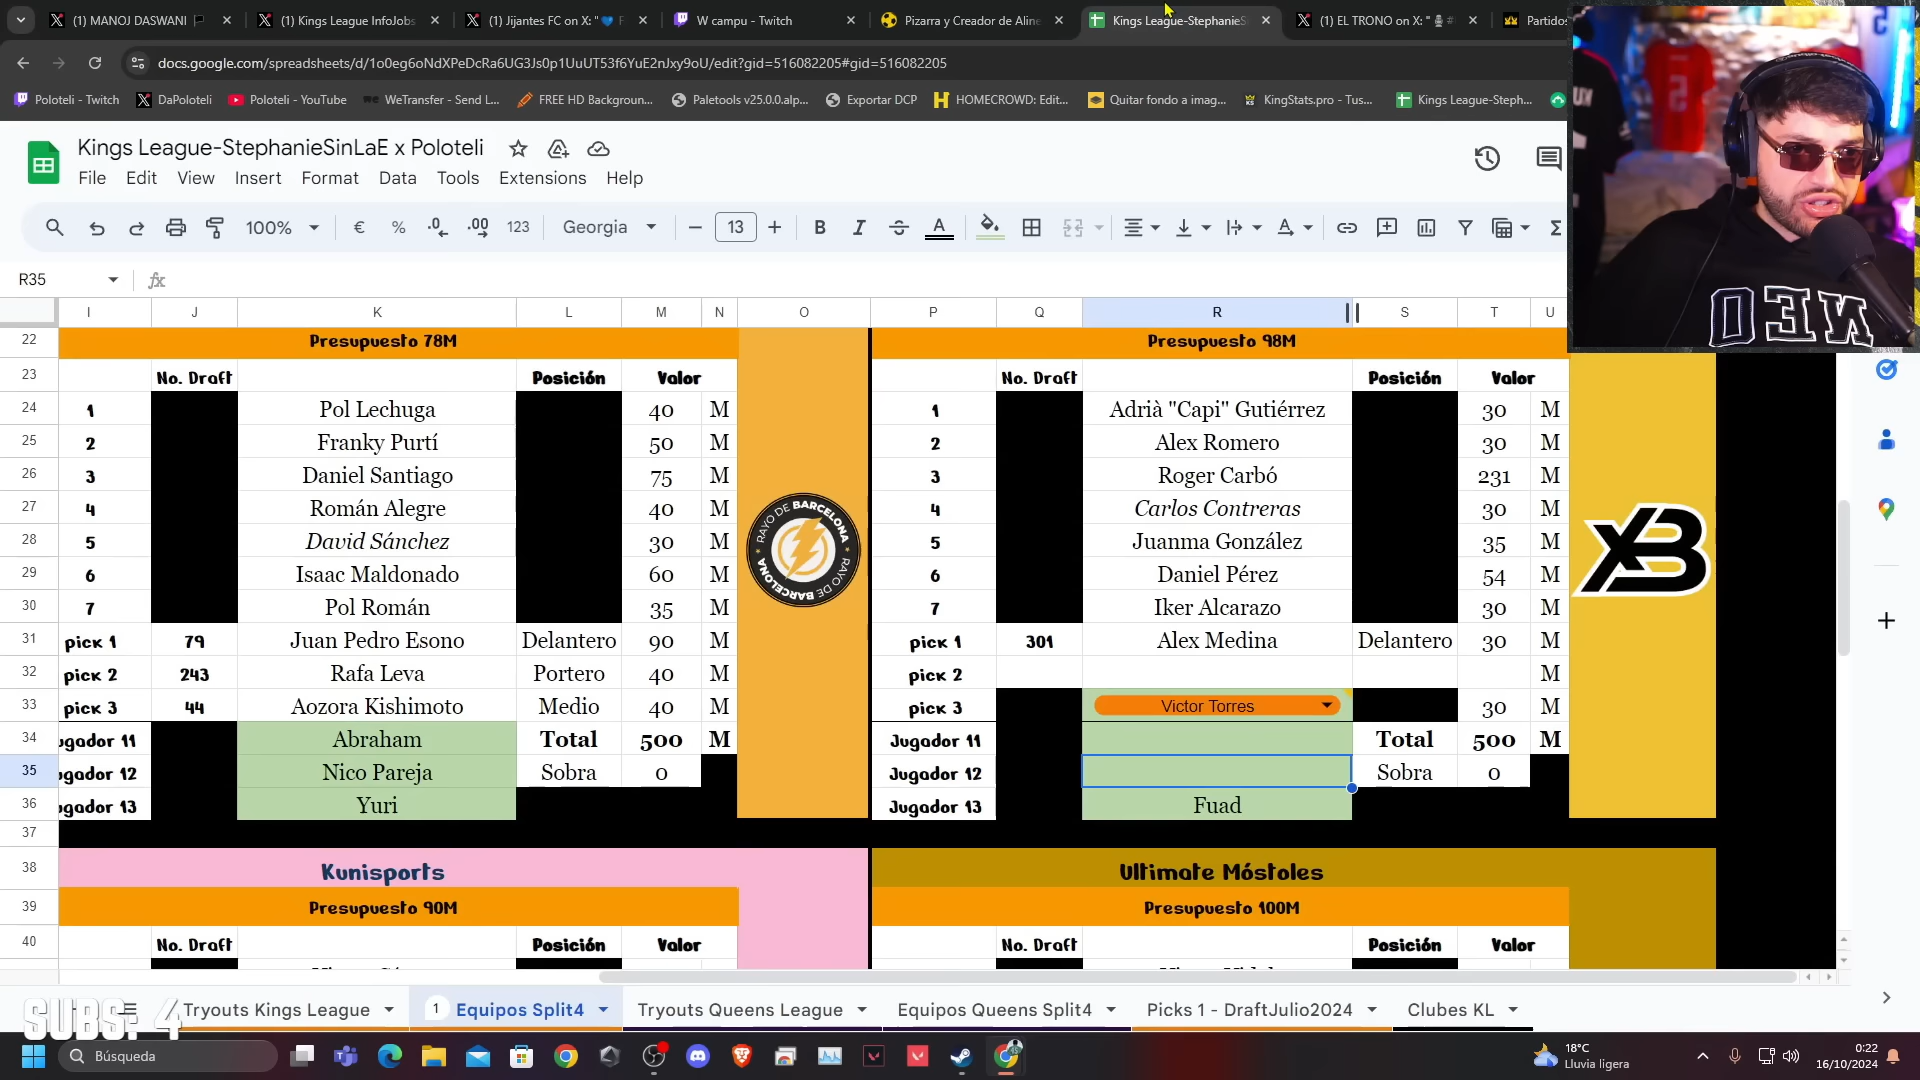 (1) MANOJ DASWANI
(1) Kings League InfoJobs
(1) Jijantes FC on X: "
W campu - Twitch
Pizarra y Creador de Aline
Kings League-StephanieS
(1) EL TRONO on X: "
Partidos
docs.google.com/spreadsheets/d/1o0eg6oNdXPeDcRa6UG3Js0p1UuUT53f6YuE2nJxy9oU/edit?gid=516082205#gid=516082205
Poloteli - Twitch
DaPoloteli
Poloteli - YouTube
WeTransfer - Send L...
FREE HD Backgroun...
Paletools v25.0.0.alp...
Exportar DCP
HOMECROWD: Edit...
Quitar fondo a imag...
KingStats.pro - Tus...
Kings League-Steph...
Kings League-StephanieSinLaE x Poloteli
File Edit View Insert Format Data Tools Extensions Help
100% € % .0 .00 123 Georgia 13 B I A
R35
I J K L M N O P Q R S T U
22 Presupuesto 78M Presupuesto 98M
23 No. Draft Posición Valor No. Draft Posición Valor
24 1 Pol Lechuga 40 M 1 Adrià "Capi" Gutiérrez 30 M
25 2 Franky Purtí 50 M 2 Alex Romero 30 M
26 3 Daniel Santiago 75 M 3 Roger Carbó 231 M
27 4 Román Alegre 40 M 4 Carlos Contreras 30 M
28 5 David Sánchez 30 M 5 Juanma González 35 M
29 6 Isaac Maldonado 60 M 6 Daniel Pérez 54 M
30 7 Pol Román 35 M 7 Iker Alcarazo 30 M
31 pick 1 79 Juan Pedro Esono Delantero 90 M pick 1 301 Alex Medina Delantero 30 M
32 pick 2 243 Rafa Leva Portero 40 M pick 2 M
33 pick 3 44 Aozora Kishimoto Medio 40 M pick 3 Victor Torres 30 M
34 ugador 11 Abraham Total 500 M Jugador 11 Total 500 M
35 ugador 12 Nico Pareja Sobra 0 Jugador 12 Sobra 0
36 ugador 13 Yuri Jugador 13 Fuad
37
38 Kunisports Ultimate Móstoles
39 Presupuesto 90M Presupuesto 100M
40 No. Draft Posición Valor No. Draft Posición Valor
RAYO DE BARCELONA
RAYO DE BARCELONA
XB
SUBS: 4
Tryouts Kings League
1 Equipos Split4
Tryouts Queens League
Equipos Queens Split4
Picks 1 - DraftJulio2024
Clubes KL
Búsqueda
18°C
Lluvia ligera
0:22
16/10/2024